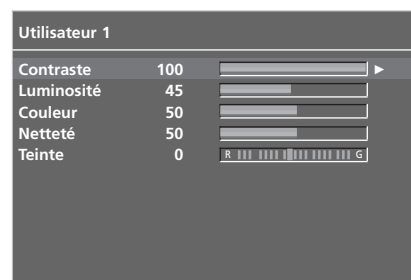 Utilisateur 1
Contraste 100
Luminosité 45
Couleur 50
Netteté 50
Teinte 0 R G